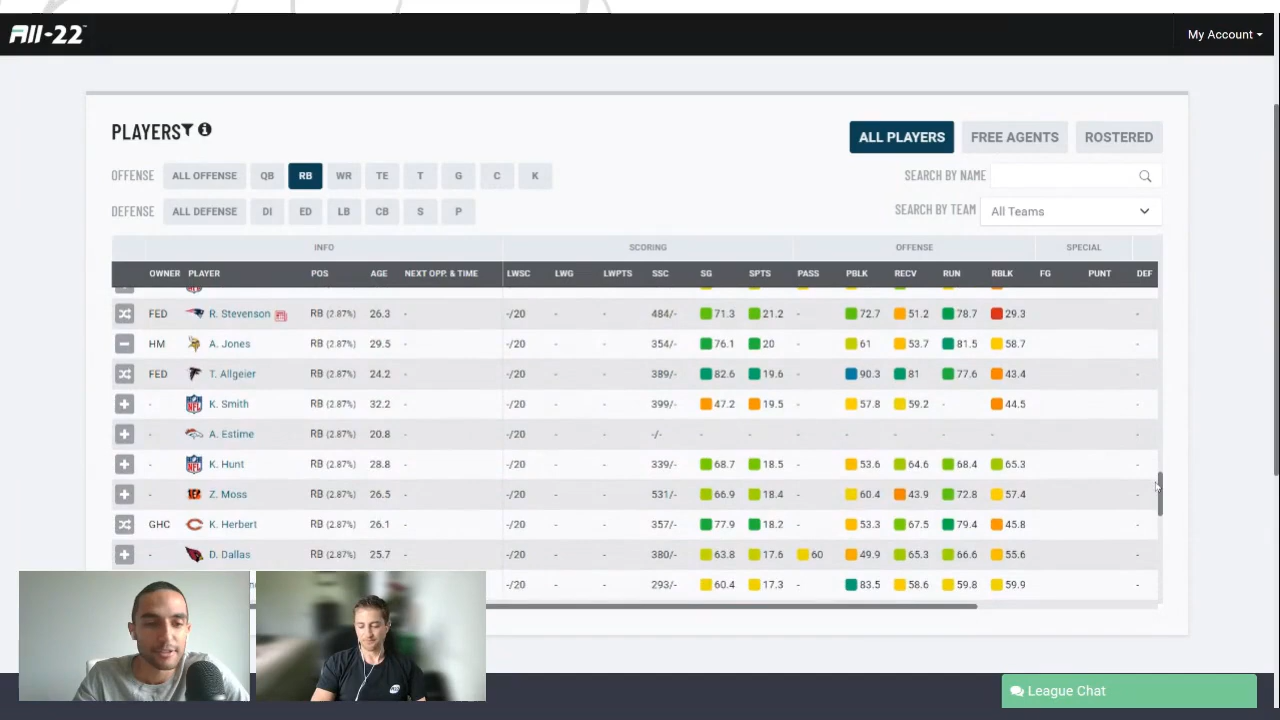 All-22
My Account
PLAYERS
ALL PLAYERS FREE AGENTS ROSTERED
OFFENSE ALL OFFENSE QB RB WR TE T G C K
SEARCH BY NAME
DEFENSE ALL DEFENSE DI ED LB CB S P
SEARCH BY TEAM All Teams
INFO SCORING OFFENSE SPECIAL
OWNER PLAYER POS AGE NEXT OPP. & TIME LWSC LWG LWPTS SSC SG SPTS PASS PBLK RECV RUN RBLK FG PUNT DEF
FED R. Stevenson RB (2.87%) 26.3 - -/20 - - 484/- 71.3 21.2 - 72.7 51.2 78.7 29.3 -
HM A. Jones RB (2.87%) 29.5 - -/20 - - 354/- 76.1 20 - 61 53.7 81.5 58.7 -
FED T. Allgeier RB (2.87%) 24.2 - -/20 - - 389/- 82.6 19.6 - 90.3 81 77.6 43.4 -
- K. Smith RB (2.87%) 32.2 - -/20 - - 399/- 47.2 19.5 - 57.8 59.2 - 44.5 -
- A. Estime RB (2.87%) 20.8 - -/20 - - -/- - - - - - - - -
- K. Hunt RB (2.87%) 28.8 - -/20 - - 339/- 68.7 18.5 - 53.6 64.6 68.4 65.3 -
- Z. Moss RB (2.87%) 26.5 - -/20 - - 531/- 66.9 18.4 - 60.4 43.9 72.8 57.4 -
GHC K. Herbert RB (2.87%) 26.1 - -/20 - - 357/- 77.9 18.2 - 53.3 67.5 79.4 45.8 -
- D. Dallas RB (2.87%) 25.7 - -/20 - - 380/- 63.8 17.6 60 49.9 65.3 66.6 55.6 -
-/20 - - 293/- 60.4 17.3 - 83.5 58.6 59.8 59.9 -
League Chat